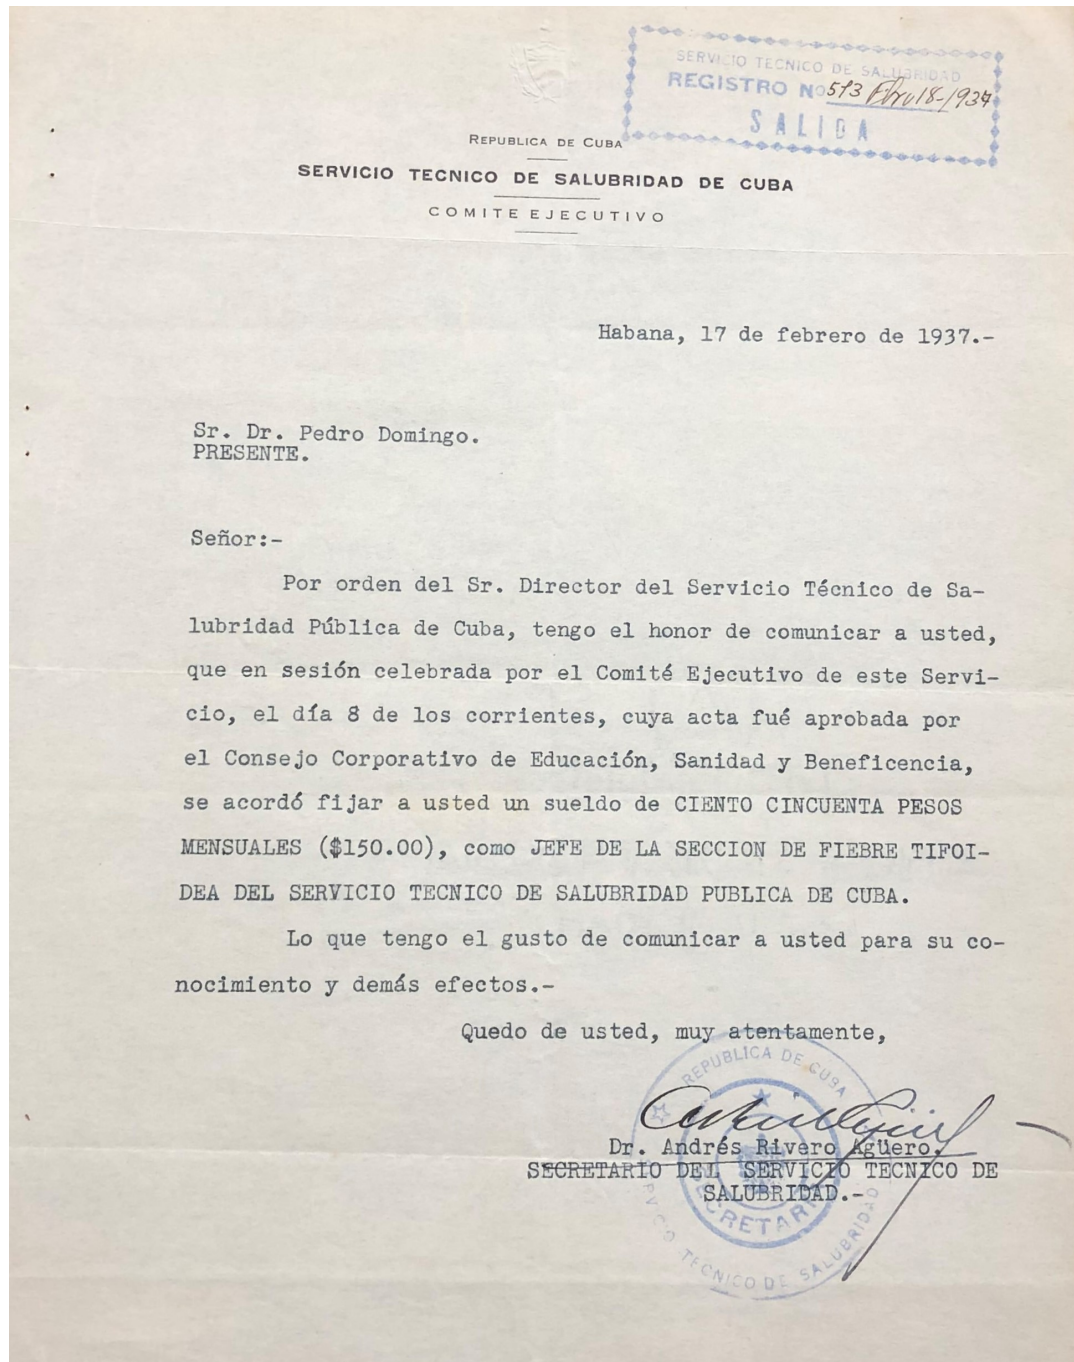 SERVICIO TECNICO DE SALUBRIDAD
REGISTRO Nº 513 Fbro 18-1937
SALIDA
REPUBLICA DE CUBA
SERVICIO TECNICO DE SALUBRIDAD DE CUBA
COMITE EJECUTIVO
Habana, 17 de febrero de 1937.-
Sr. Dr. Pedro Domingo.
PRESENTE.
Señor:-
Por orden del Sr. Director del Servicio Técnico de Sa-
lubridad Pública de Cuba, tengo el honor de comunicar a usted,
que en sesión celebrada por el Comité Ejecutivo de este Servi-
cio, el día 8 de los corrientes, cuya acta fué aprobada por
el Consejo Corporativo de Educación, Sanidad y Beneficencia,
se acordó fijar a usted un sueldo de CIENTO CINCUENTA PESOS
MENSUALES ($150.00), como JEFE DE LA SECCION DE FIEBRE TIFOI-
DEA DEL SERVICIO TECNICO DE SALUBRIDAD PUBLICA DE CUBA.
Lo que tengo el gusto de comunicar a usted para su co-
nocimiento y demás efectos.-
Quedo de usted, muy atentamente,
REPUBLICA DE CUBA
Dr. Andrés Rivero Agüero.
SECRETARIO DEL SERVICIO TECNICO DE
SALUBRIDAD.-
SECRETARIA
SERVICIO TECNICO DE SALUBRIDAD